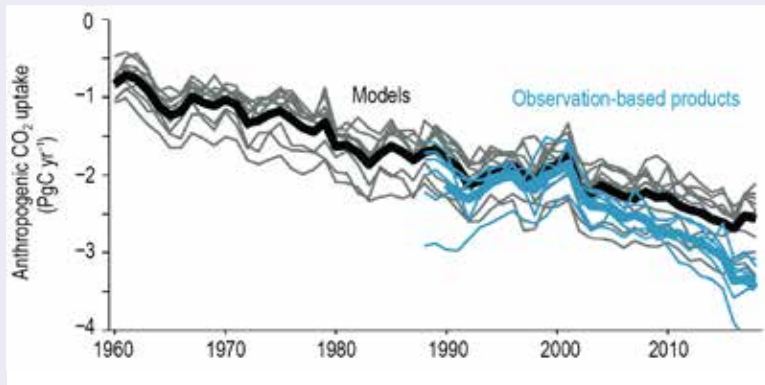 0
Models
Observation-based products
−1
−2
−3
−4
Anthropogenic CO₂ uptake
(PgC yr⁻¹)
1960
1970
1980
1990
2000
2010